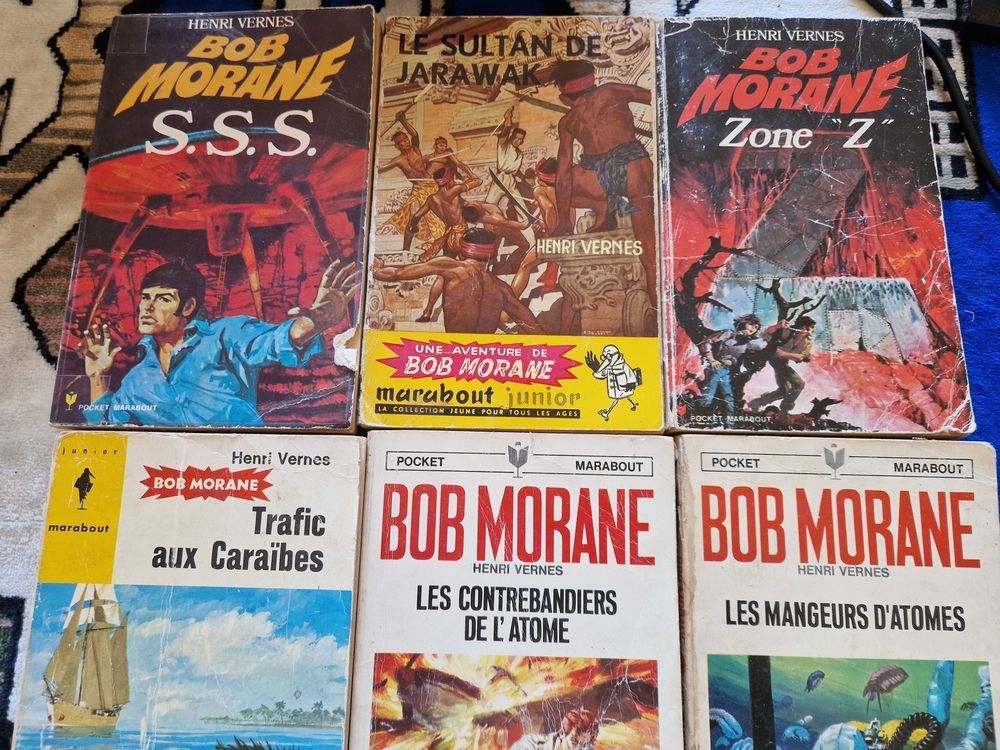 HENRI VERNES
BOB
MORANE
S.S.S.
POCKET MARABOUT
LE SULTAN DE
JARAWAK
HENRI VERNES
UNE AVENTURE DE
BOB MORANE
marabout junior
LA COLLECTION JEUNE POUR TOUS LES AGES
HENRI VERNES
BOB
MORANE
Zone "Z"
POCKET MARABOUT
junior
marabout
Henri Vernes
BOB MORANE
Trafic
aux Caraïbes
POCKET MARABOUT
BOB MORANE
HENRI VERNES
LES CONTREBANDIERS
DE L'ATOME
POCKET MARABOUT
BOB MORANE
HENRI VERNES
LES MANGEURS D'ATOMES